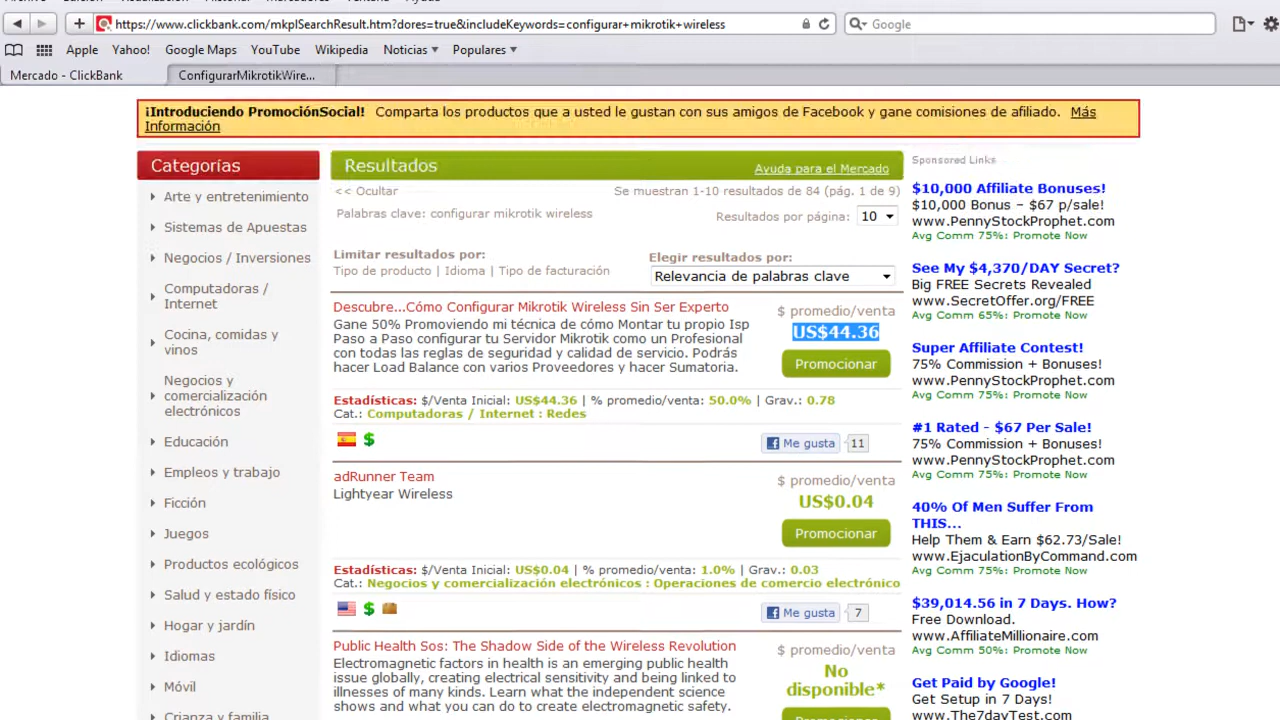 https://www.clickbank.com/mkplSearchResult.htm?dores=true&includeKeywords=configurar+mikrotik+wireless
Google
Apple Yahoo! Google Maps YouTube Wikipedia Noticias Populares
Mercado - ClickBank
ConfigurarMikrotikWire...
¡Introduciendo PromociónSocial! Comparta los productos que a usted le gustan con sus amigos de Facebook y gane comisiones de afiliado. Más
Información
Categorías
Arte y entretenimiento
Sistemas de Apuestas
Negocios / Inversiones
Computadoras /
Internet
Cocina, comidas y
vinos
Negocios y
comercialización
electrónicos
Educación
Empleos y trabajo
Ficción
Juegos
Productos ecológicos
Salud y estado físico
Hogar y jardín
Idiomas
Móvil
Crianza y familia
Resultados
Ayuda para el Mercado
<< Ocultar
Se muestran 1-10 resultados de 84 (pág. 1 de 9)
Palabras clave: configurar mikrotik wireless
Resultados por página: 10
Limitar resultados por:
Tipo de producto | Idioma | Tipo de facturación
Elegir resultados por:
Relevancia de palabras clave
Descubre...Cómo Configurar Mikrotik Wireless Sin Ser Experto
Gane 50% Promoviendo mi técnica de cómo Montar tu propio Isp
Paso a Paso configurar tu Servidor Mikrotik como un Profesional
con todas las reglas de seguridad y calidad de servicio. Podrás
hacer Load Balance con varios Proveedores y hacer Sumatoria.
$ promedio/venta
US$44.36
Promocionar
Estadísticas: $/Venta Inicial: US$44.36 | % promedio/venta: 50.0% | Grav.: 0.78
Cat.: Computadoras / Internet : Redes
$
Me gusta 11
adRunner Team
Lightyear Wireless
$ promedio/venta
US$0.04
Promocionar
Estadísticas: $/Venta Inicial: US$0.04 | % promedio/venta: 1.0% | Grav.: 0.03
Cat.: Negocios y comercialización electrónicos : Operaciones de comercio electrónico
$
Me gusta 7
Public Health Sos: The Shadow Side of the Wireless Revolution
Electromagnetic factors in health is an emerging public health
issue globally, creating electrical sensitivity and being linked to
illnesses of many kinds. Learn what the independent science
shows and what you can do to create electromagnetic safety.
$ promedio/venta
No
disponible*
Promocionar
Sponsored Links
$10,000 Affiliate Bonuses!
$10,000 Bonus – $67 p/sale!
www.PennyStockProphet.com
Avg Comm 75%: Promote Now
See My $4,370/DAY Secret?
Big FREE Secrets Revealed
www.SecretOffer.org/FREE
Avg Comm 65%: Promote Now
Super Affiliate Contest!
75% Commission + Bonuses!
www.PennyStockProphet.com
Avg Comm 75%: Promote Now
#1 Rated - $67 Per Sale!
75% Commission + Bonuses!
www.PennyStockProphet.com
Avg Comm 75%: Promote Now
40% Of Men Suffer From
THIS...
Help Them & Earn $62.73/Sale!
www.EjaculationByCommand.com
Avg Comm 75%: Promote Now
$39,014.56 in 7 Days. How?
Free Download.
www.AffiliateMillionaire.com
Avg Comm 50%: Promote Now
Get Paid by Google!
Get Setup in 7 Days!
www.The7dayTest.com